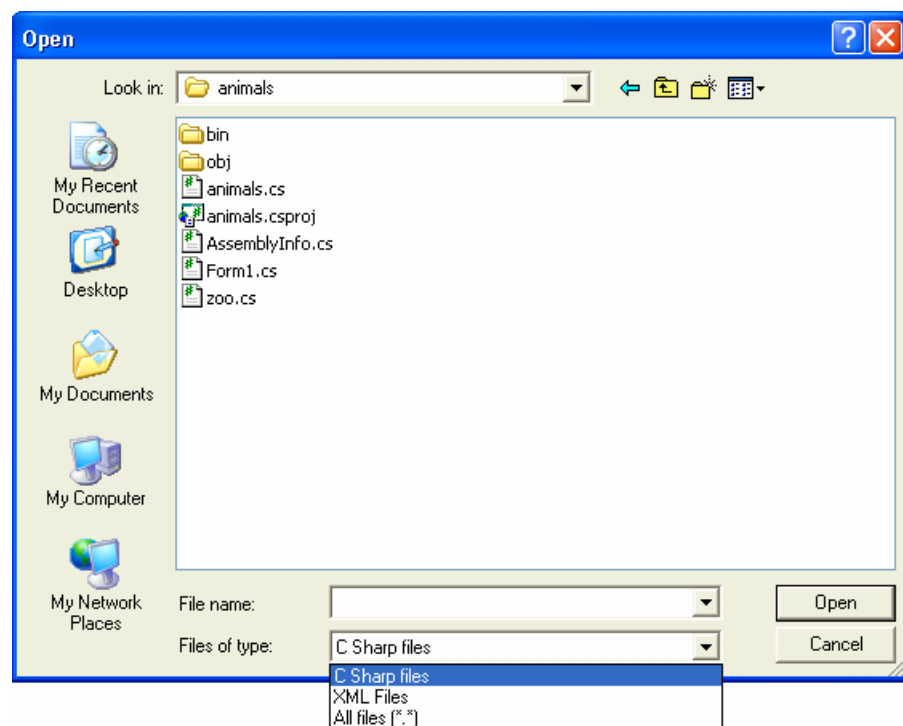 Open
Look in:
animals
My Recent
Documents
Desktop
My Documents
My Computer
My Network
Places
bin
obj
animals.cs
animals.csproj
AssemblyInfo.cs
Form1.cs
zoo.cs
File name:
Open
Files of type:
C Sharp files
Cancel
C Sharp files
XML Files
All files (*.*)